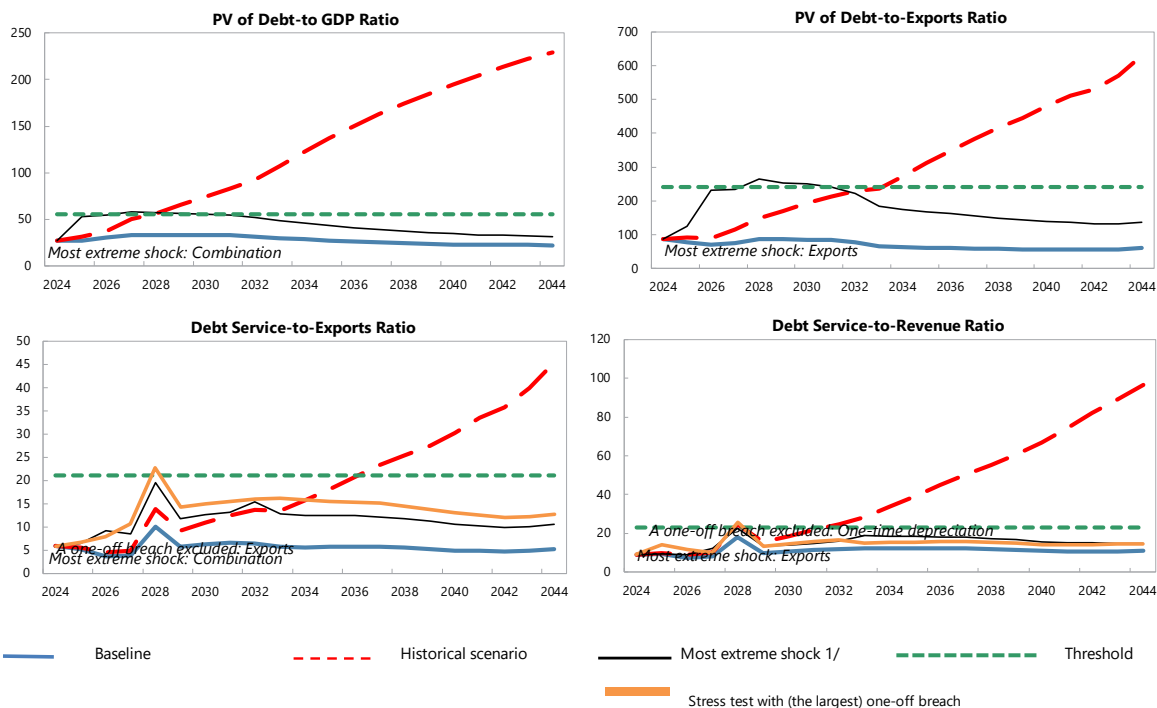 PV of Debt-to GDP Ratio
250
200
150
100
50
0
Most extreme shock: Combination
2024 2026 2028 2030 2032 2034 2036 2038 2040 2042 2044
PV of Debt-to-Exports Ratio
700
600
500
400
300
200
100
0
Most extreme shock: Exports
2024 2026 2028 2030 2032 2034 2036 2038 2040 2042 2044
Debt Service-to-Exports Ratio
50
45
40
35
30
25
20
15
10
5
0
A one-off breach excluded: Exports
Most extreme shock: Combination
2024 2026 2028 2030 2032 2034 2036 2038 2040 2042 2044
Debt Service-to-Revenue Ratio
120
100
80
60
40
20
0
A one-off breach excluded: One-time depreciation
Most extreme shock: Exports
2024 2026 2028 2030 2032 2034 2036 2038 2040 2042 2044
Baseline Historical scenario Most extreme shock 1/ Threshold
Stress test with (the largest) one-off breach